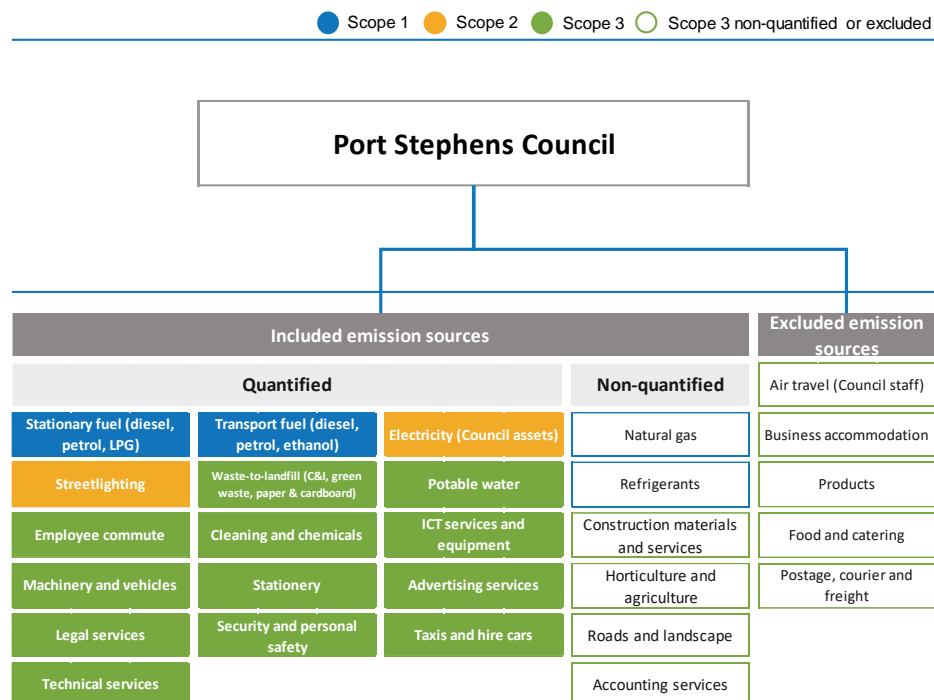 Scope 1 Scope 2 Scope 3 Scope 3 non-quantified or excluded
Port Stephens Council
Included emission sources
Excluded emission
sources
Quantified
Non-quantified
Air travel (Council staff)
Stationary fuel (diesel,
petrol, LPG)
Transport fuel (diesel,
petrol, ethanol)
Electricity (Council assets)
Natural gas
Business accommodation
Streetlighting
Waste-to-landfill (C&I, green
waste, paper & cardboard)
Potable water
Refrigerants
Products
Employee commute
Cleaning and chemicals
ICT services and
equipment
Construction materials
and services
Food and catering
Machinery and vehicles
Stationery
Advertising services
Horticulture and
agriculture
Postage, courier and
freight
Legal services
Security and personal
safety
Taxis and hire cars
Roads and landscape
Technical services
Accounting services